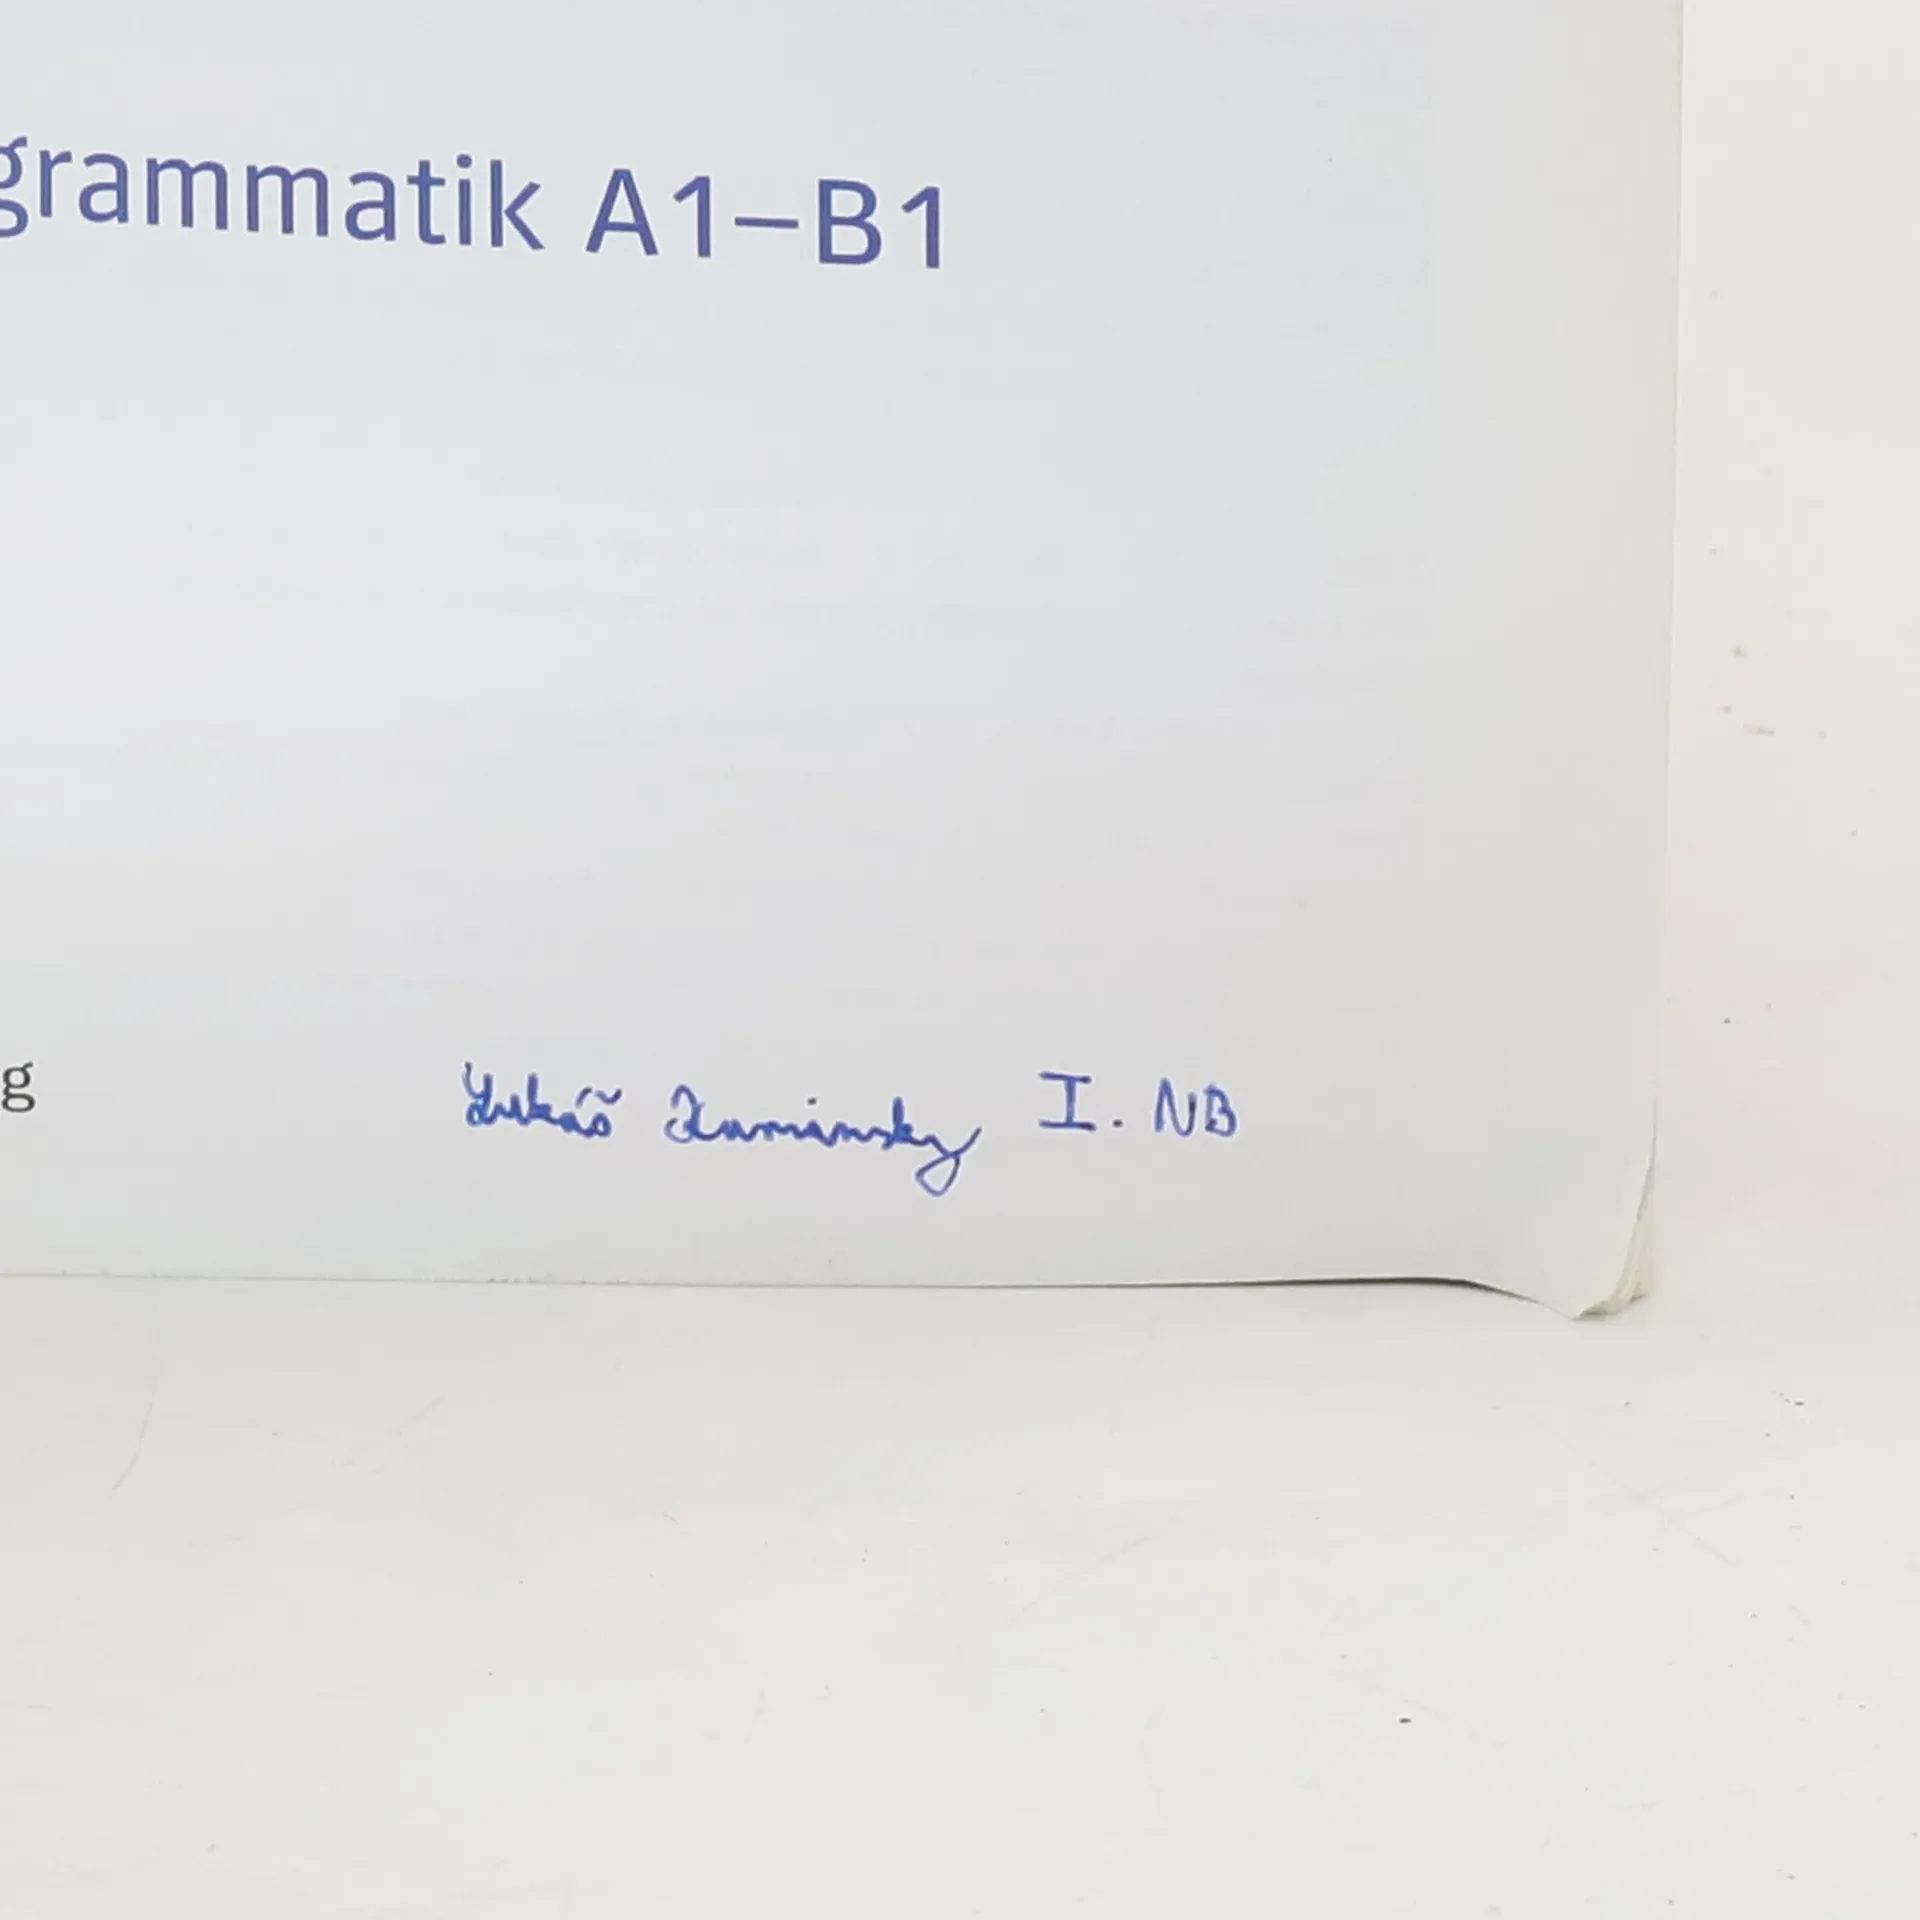 grammatik A1–B1
g
Lukáš Kaminsky I. NB